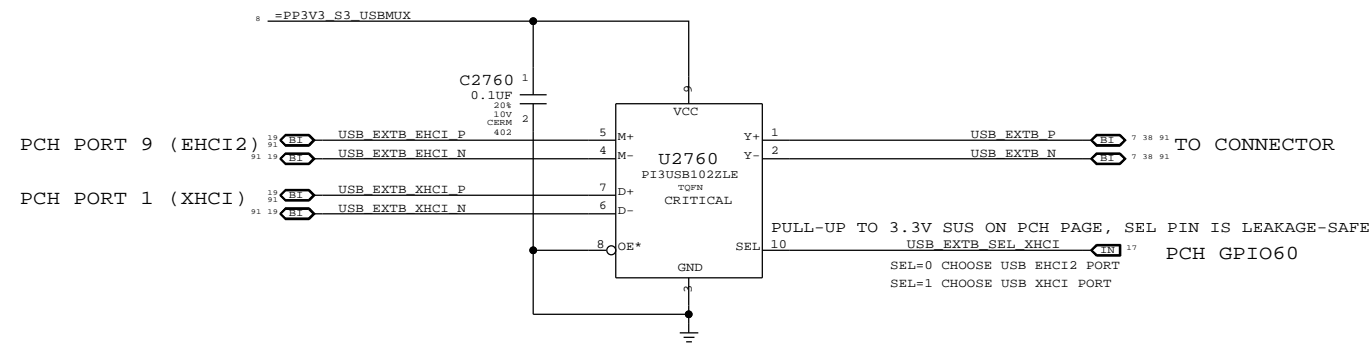 8 =PP3V3_S3_USBMUX
C2760 1
0.1UF
20%
10V
CERM
402 2
9
VCC
PCH PORT 9 (EHCI2)
19 BI USB_EXTB_EHCI_P 5 M+
91
91 19 BI USB_EXTB_EHCI_N 4 M-
Y+ 1 USB_EXTB_P BI 7 38 91
Y- 2 USB_EXTB_N BI 7 38 91
TO CONNECTOR
U2760
PI3USB102ZLE
TQFN
CRITICAL
PCH PORT 1 (XHCI)
19 BI USB_EXTB_XHCI_P 7 D+
91
91 19 BI USB_EXTB_XHCI_N 6 D-
PULL-UP TO 3.3V SUS ON PCH PAGE, SEL PIN IS LEAKAGE-SAFE
8 OE*
SEL 10 USB_EXTB_SEL_XHCI IN 17
PCH GPIO60
GND
3
SEL=0 CHOOSE USB EHCI2 PORT
SEL=1 CHOOSE USB XHCI PORT